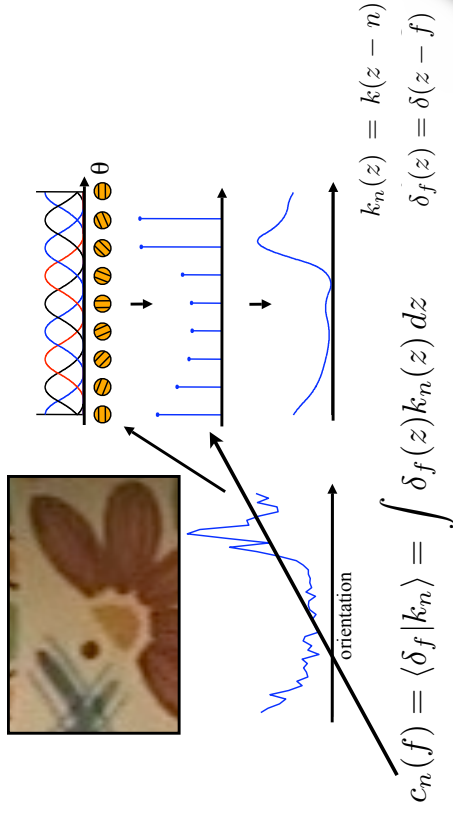 θ
orientation
c_n(f) = ⟨δ_f|k_n⟩ = ∫ δ_f(z)k_n(z) dz
k_n(z) = k(z − n)
δ_f(z) = δ(z − f)